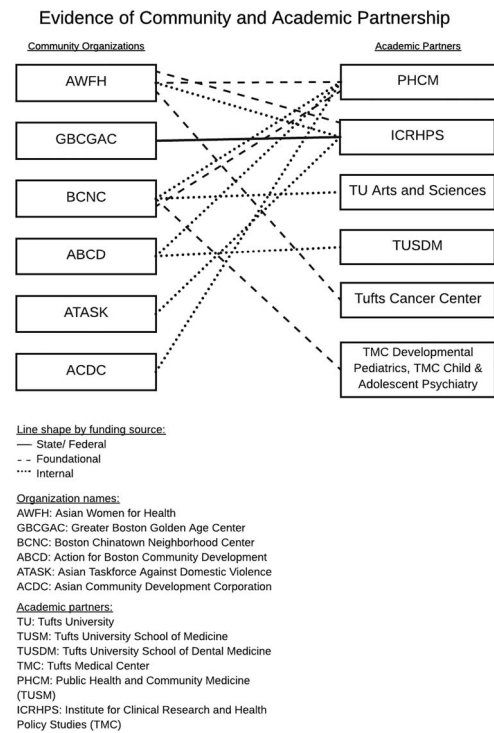 Evidence of Community and Academic Partnership
Community Organizations
Academic Partners
AWFH
PHCM
GBCGAC
ICRHPS
BCNC
TU Arts and Sciences
ABCD
TUSDM
ATASK
Tufts Cancer Center
ACDC
TMC Developmental
Pediatrics, TMC Child &
Adolescent Psychiatry
Line shape by funding source:
State/ Federal
Foundational
Internal
Organization names:
AWFH: Asian Women for Health
GBCGAC: Greater Boston Golden Age Center
BCNC: Boston Chinatown Neighborhood Center
ABCD: Action for Boston Community Development
ATASK: Asian Taskforce Against Domestic Violence
ACDC: Asian Community Development Corporation
Academic partners:
TU: Tufts University
TUSM: Tufts University School of Medicine
TUSDM: Tufts University School of Dental Medicine
TMC: Tufts Medical Center
PHCM: Public Health and Community Medicine
(TUSM)
ICRHPS: Institute for Clinical Research and Health
Policy Studies (TMC)